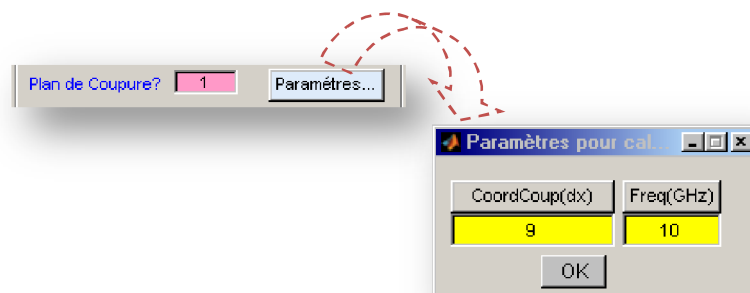 Plan de Coupure? 1 Paramétres...
Paramètres pour cal...
CoordCoup(dx) Freq(GHz)
9 10
OK